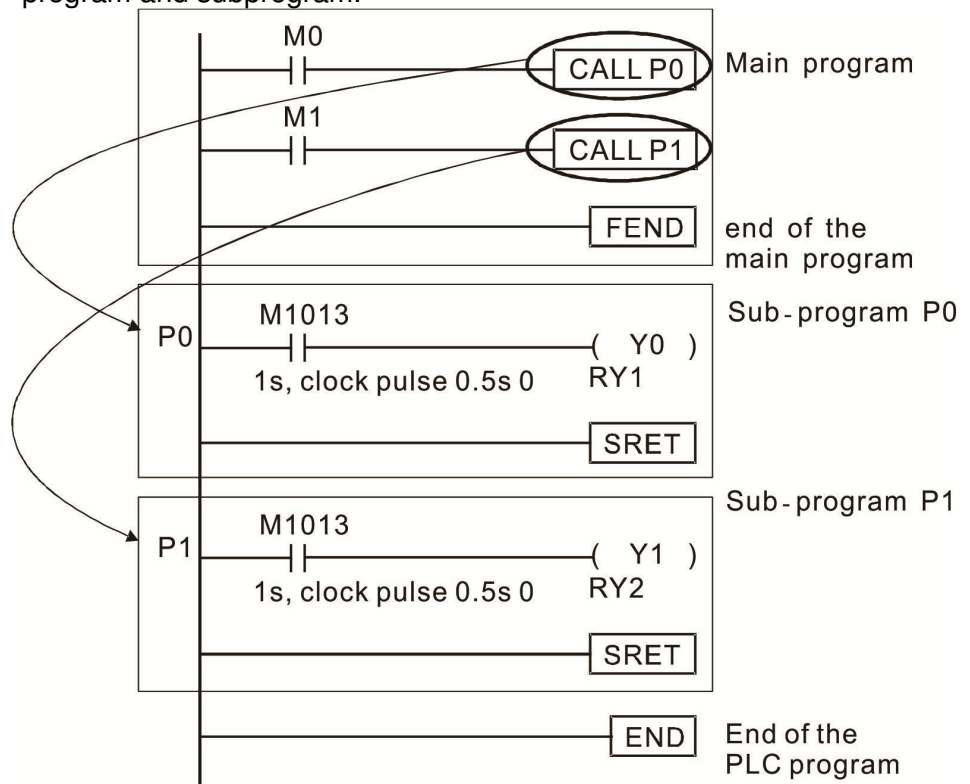 program and subprogram.
M0
CALL P0
Main program
M1
CALL P1
FEND
end of the
main program
Sub-program P0
P0
M1013
( Y0 )
1s, clock pulse 0.5s 0
RY1
SRET
Sub-program P1
P1
M1013
( Y1 )
1s, clock pulse 0.5s 0
RY2
SRET
END
End of the
PLC program